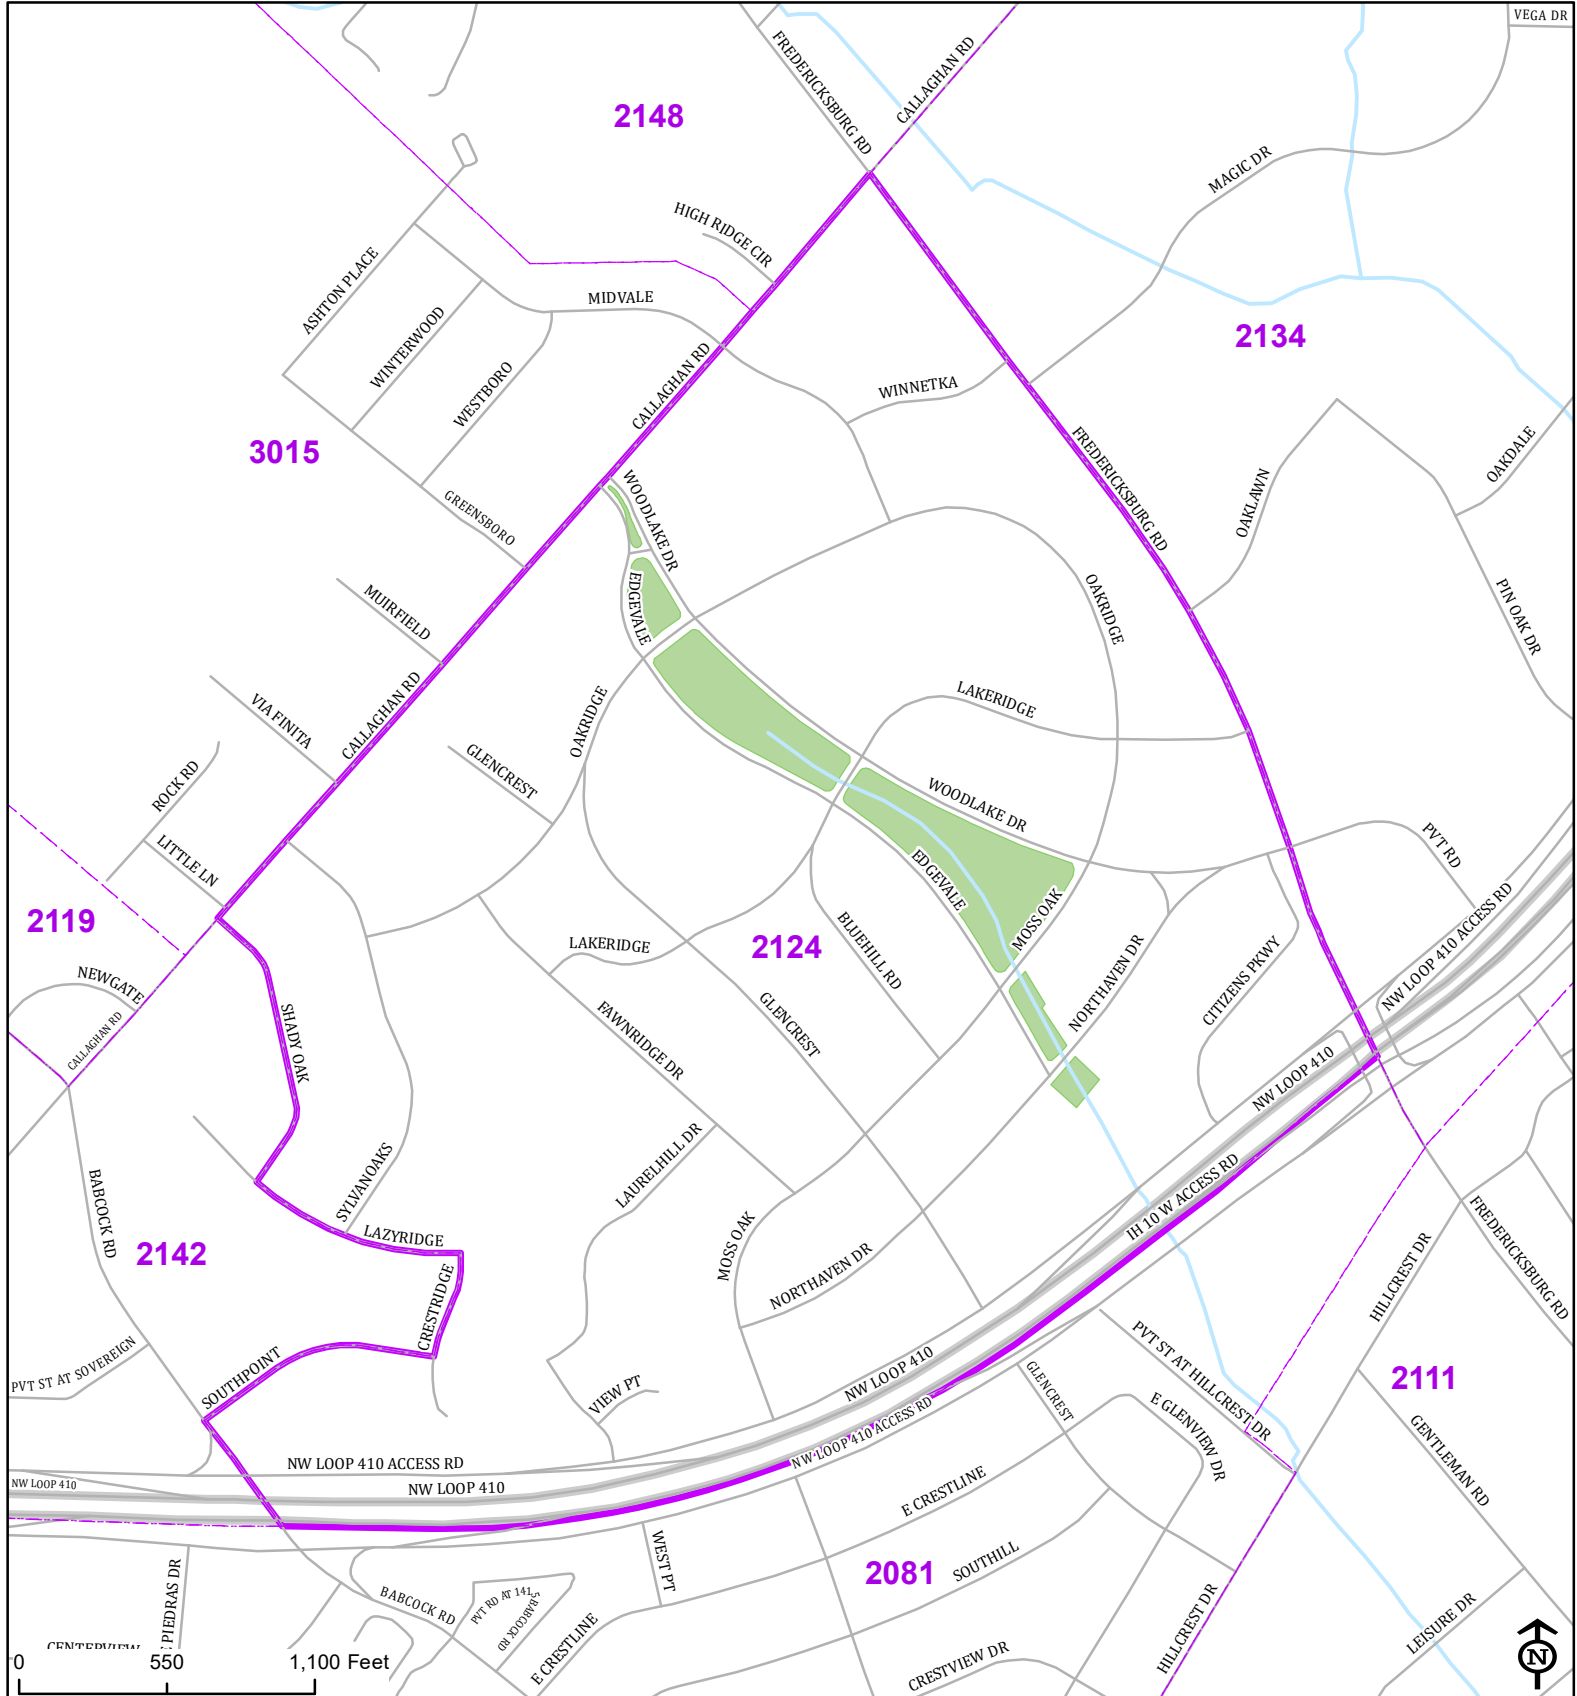 VEGA DR
FREDERICKSBURG RD
CALLAGHAN RD
2148
MAGIC DR
HIGH RIDGE CIR
ASHTON PLACE
MIDVALE
WINTERWOOD
2134
CALLAGHAN RD
WESTBORO
WINNETKA
3015
FREDERICKSBURG RD
OAKDALE
OAKLAWN
GREENSBORO
WOODLAKE DR
EDGEVALE
MUIRFIELD
OAKRIDGE
PIN OAK DR
CALLAGHAN RD
VIA FINITA
OAKRIDGE
LAKERIDGE
GLENCREST
ROCK RD
WOODLAKE DR
PVT RD
LITTLE LN
EDGEVALE
2119
MOSS OAK
NW LOOP 410 ACCESS RD
LAKERIDGE
2124
BLUEHILL RD
NORTHAVEN DR
CITIZENS PKWY
NEWGATE
CALLAGHAN RD
SHADY OAK
FAWNRIDGE DR
GLENCREST
NW LOOP 410
BABCOCK RD
SYLVANOAKS
LAURELHILL DR
IH 10 W ACCESS RD
2142
LAZYRIDGE
MOSS OAK
NORTHAVEN DR
HILLCREST DR
FREDERICKSBURG RD
CRESTRIDGE
PVT ST AT SOVEREIGN
SOUTHPOINT
VIEW PT
NW LOOP 410
GLENCREST
PVT ST AT HILLCREST DR
2111
E GLENVIEW DR
NW LOOP 410 ACCESS RD
NW LOOP 410 ACCESS RD
GENTLEMAN RD
NW LOOP 410
NW LOOP 410
E CRESTLINE
WEST PT
2081
SOUTHILL
PIEDRAS DR
BABCOCK RD
PVT RD AT 141
5 BABCOCK RD
E CRESTLINE
HILLCREST DR
LEISURE DR
CRESTVIEW DR
CENTERVIEW
0 550 1,100 Feet
N